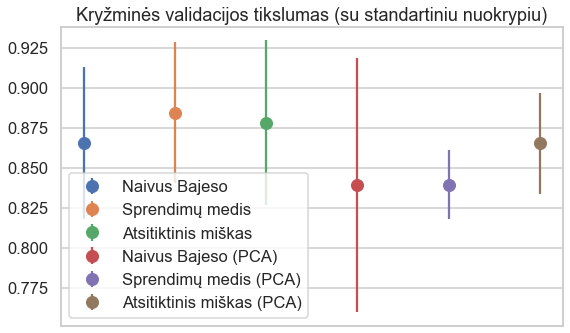 Kryžminės validacijos tikslumas (su standartiniu nuokrypiu)
0.925
0.900
0.875
0.850
0.825
0.800
0.775
Naivus Bajeso
Sprendimų medis
Atsitiktinis miškas
Naivus Bajeso (PCA)
Sprendimų medis (PCA)
Atsitiktinis miškas (PCA)